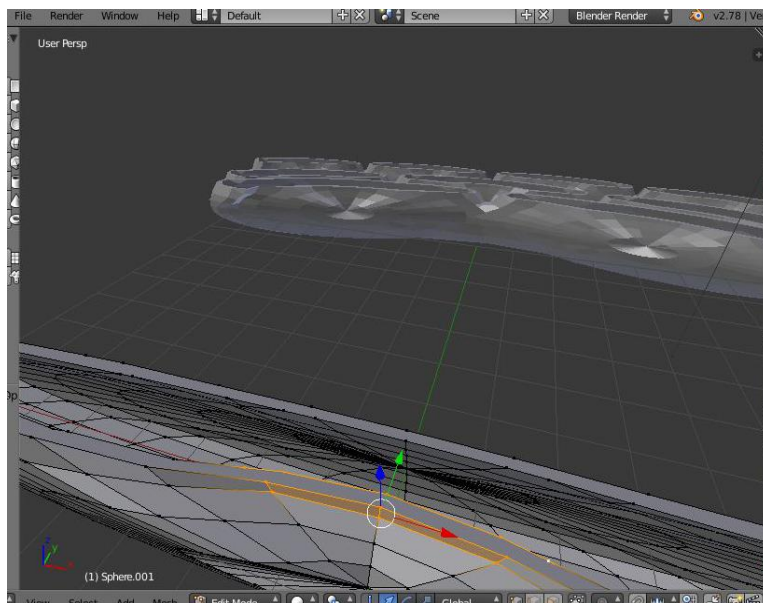 File Render Window Help Default Scene Blender Render v2.78 | Ve
User Persp
Op
z y x
(1) Sphere.001
View Select Add Mesh Edit Mode Global